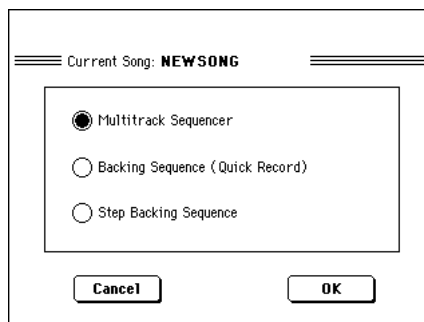 Current Song: NEWSONG
Multitrack Sequencer
Backing Sequence (Quick Record)
Step Backing Sequence
Cancel OK